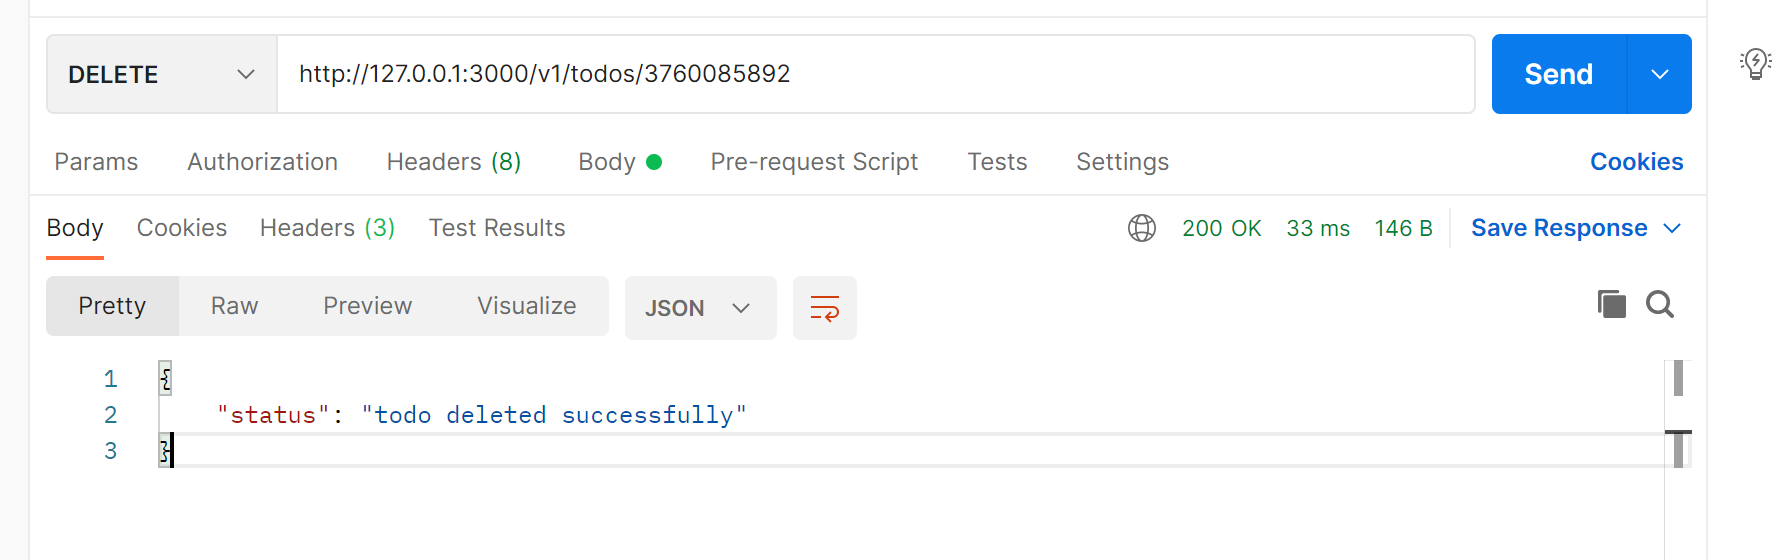 DELETE http://127.0.0.1:3000/v1/todos/3760085892 Send
Params Authorization Headers (8) Body Pre-request Script Tests Settings Cookies
Body Cookies Headers (3) Test Results 200 OK 33 ms 146 B Save Response
Pretty Raw Preview Visualize JSON
1 {
2 "status": "todo deleted successfully"
3 }